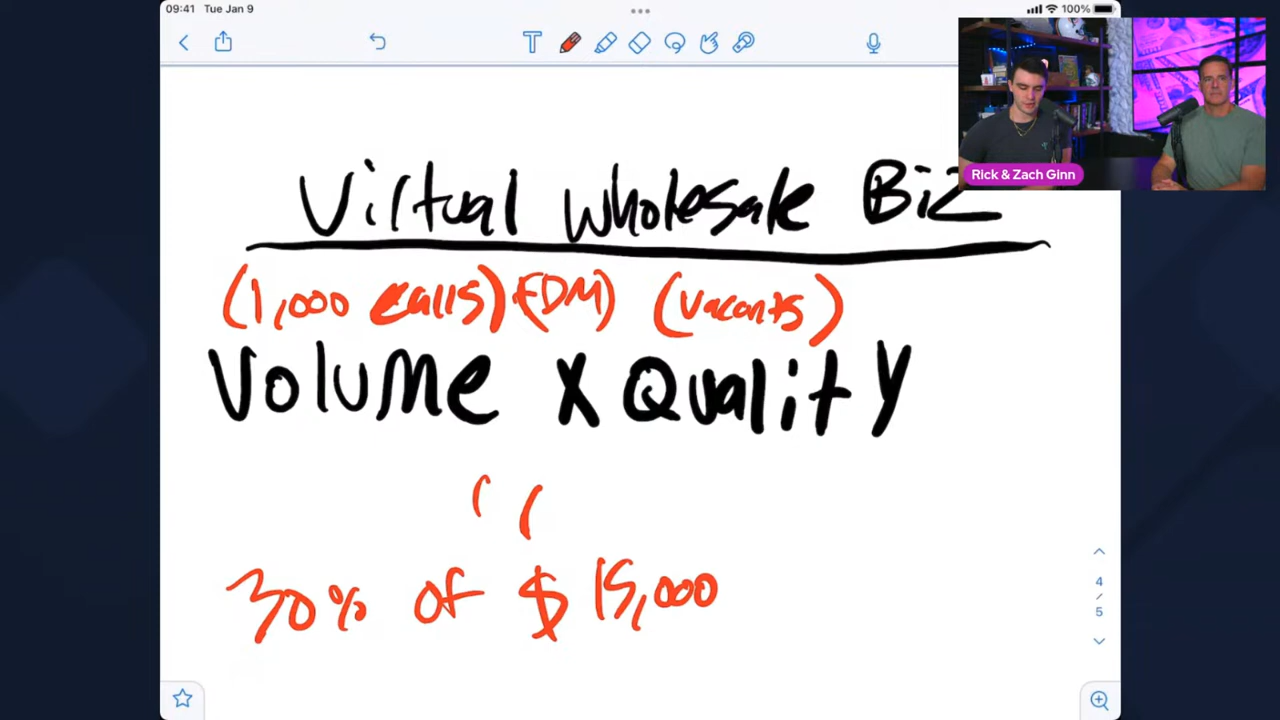 09:41 Tue Jan 9
100%
Rick & Zach Ginn
Virtual Wholesale Biz
(1,000 calls) (DM) (vacants)
Volume X Quality
30% of $15,000
4
/
5